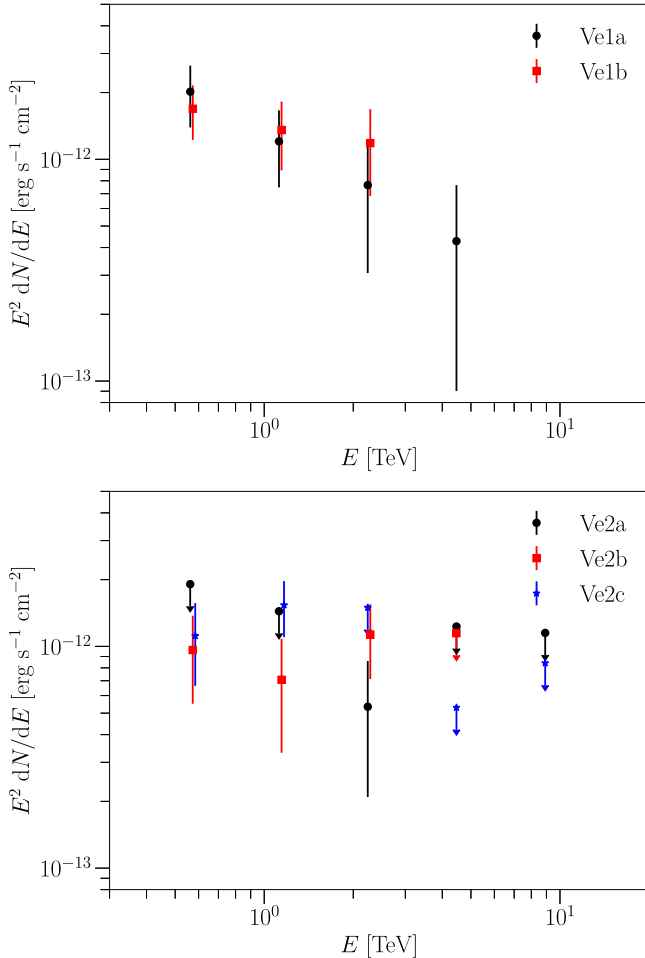 Ve1a
Ve1b
10^{-12}
10^{-13}
E^2 dN/dE [erg s^{-1} cm^{-2}]
10^0
10^1
E [TeV]
Ve2a
Ve2b
Ve2c
10^{-12}
10^{-13}
E^2 dN/dE [erg s^{-1} cm^{-2}]
10^0
10^1
E [TeV]